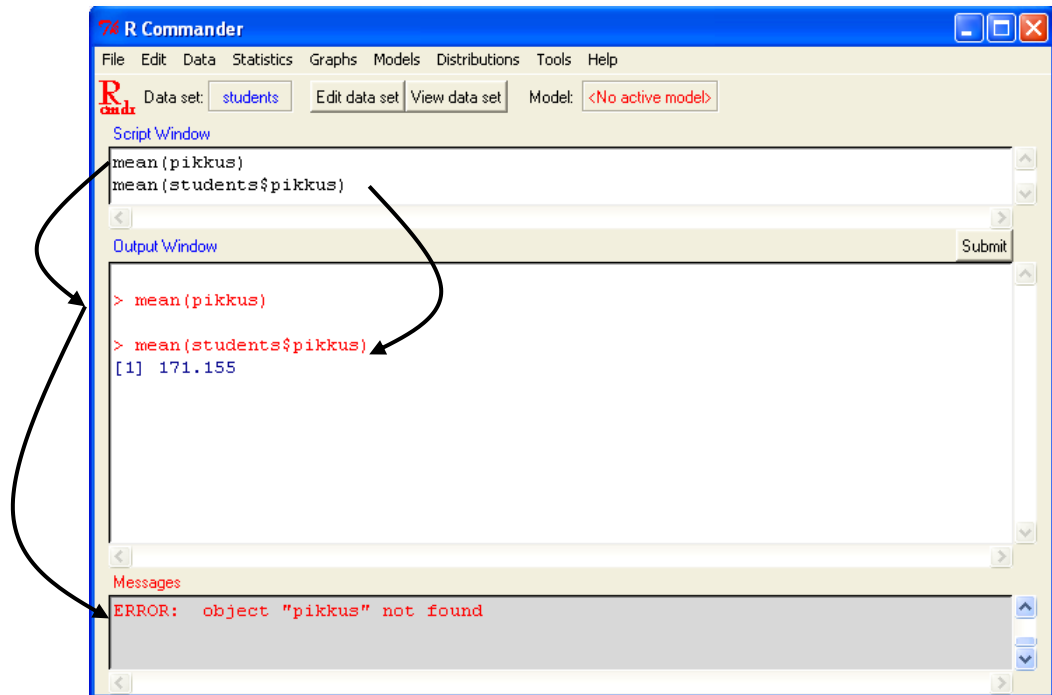 R Commander
File Edit Data Statistics Graphs Models Distributions Tools Help
R cmdr Data set: students Edit data set View data set Model: <No active model>
Script Window
mean(pikkus)
mean(students$pikkus)
Output Window Submit
> mean(pikkus)
> mean(students$pikkus)
[1] 171.155
Messages
ERROR: object "pikkus" not found